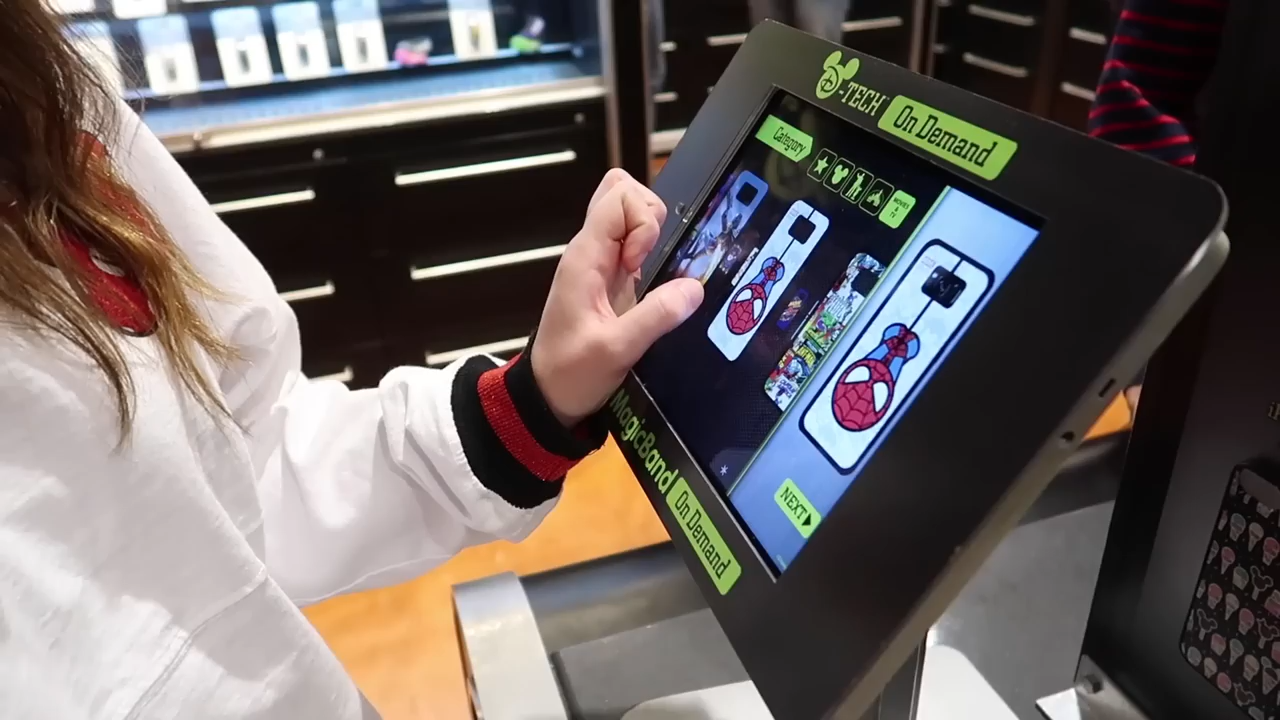 D-TECH On Demand
Category
MOVIES & TV
NEXT
MagicBand On Demand